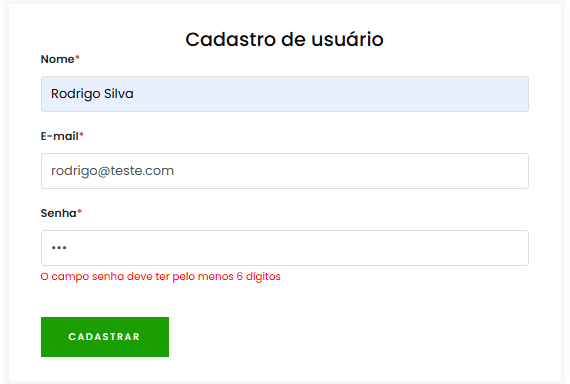 Cadastro de usuário
Nome*
Rodrigo Silva
E-mail*
rodrigo@teste.com
Senha*
•••
O campo senha deve ter pelo menos 6 dígitos
CADASTRAR